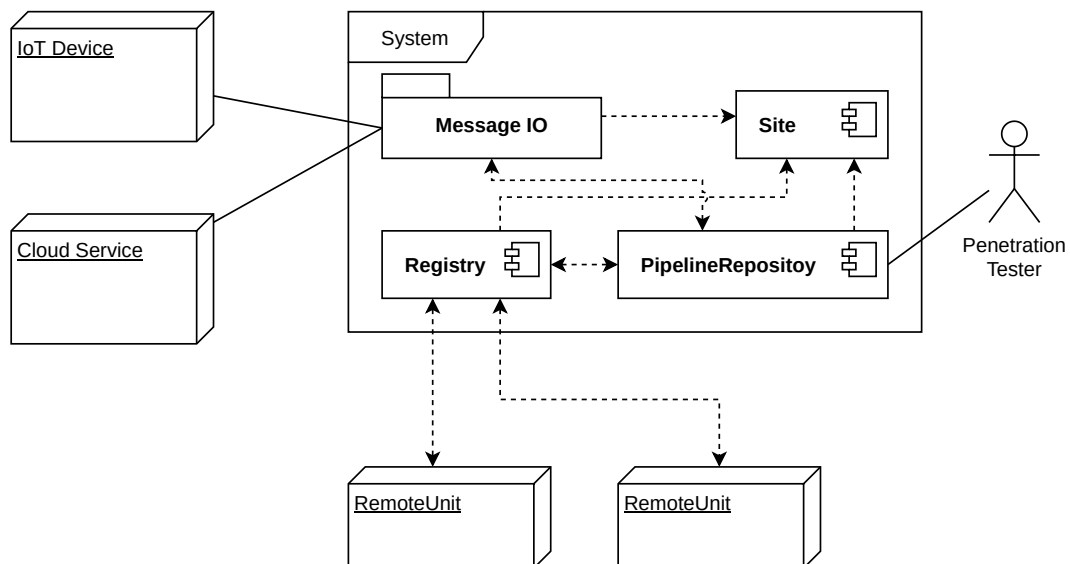 IoT Device
System
Message IO
Site
Cloud Service
Registry
PipelineRepositoy
Penetration
Tester
RemoteUnit
RemoteUnit